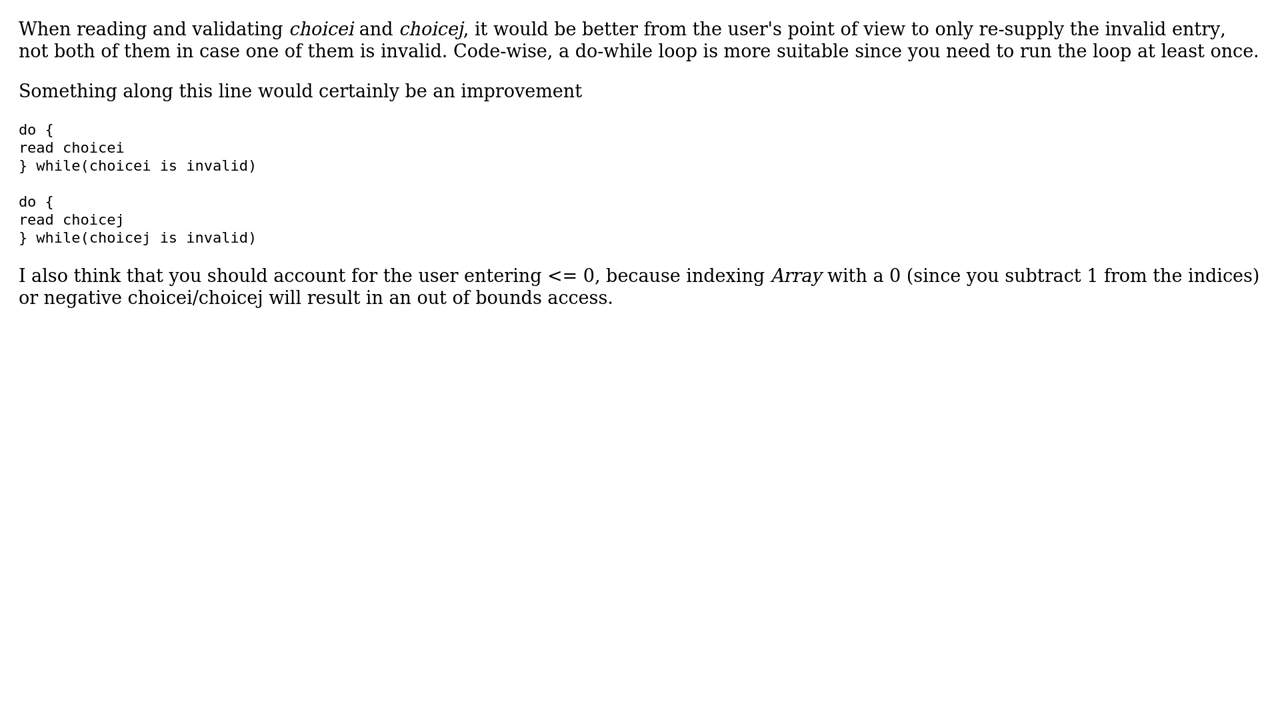 When reading and validating choicei and choicej, it would be better from the user's point of view to only re-supply the invalid entry,
not both of them in case one of them is invalid. Code-wise, a do-while loop is more suitable since you need to run the loop at least once.
Something along this line would certainly be an improvement
do {
read choicei
} while(choicei is invalid)
do {
read choicej
} while(choicej is invalid)
I also think that you should account for the user entering <= 0, because indexing Array with a 0 (since you subtract 1 from the indices)
or negative choicei/choicej will result in an out of bounds access.